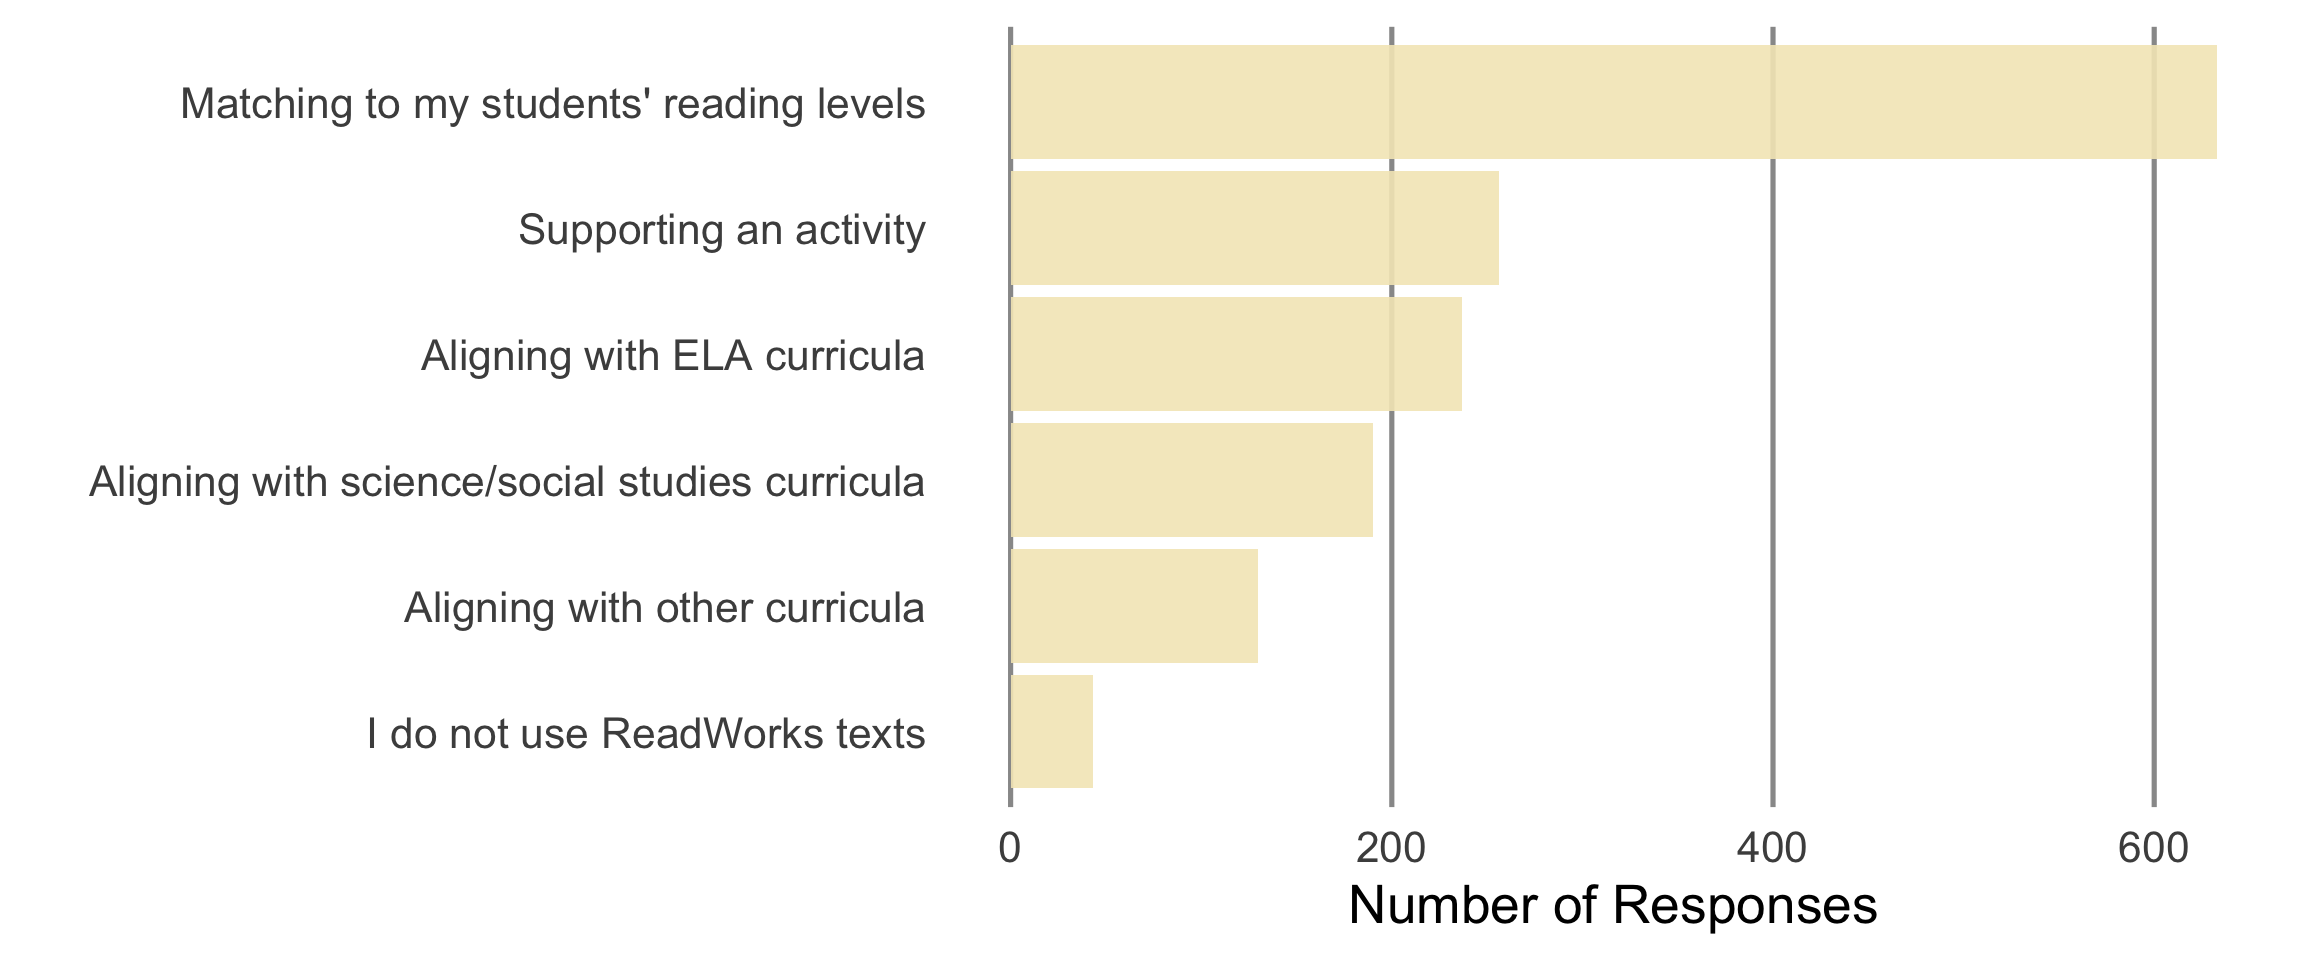 Matching to my students' reading levels
Supporting an activity
Aligning with ELA curricula
Aligning with science/social studies curricula
Aligning with other curricula
I do not use ReadWorks texts
0 200 400 600
Number of Responses